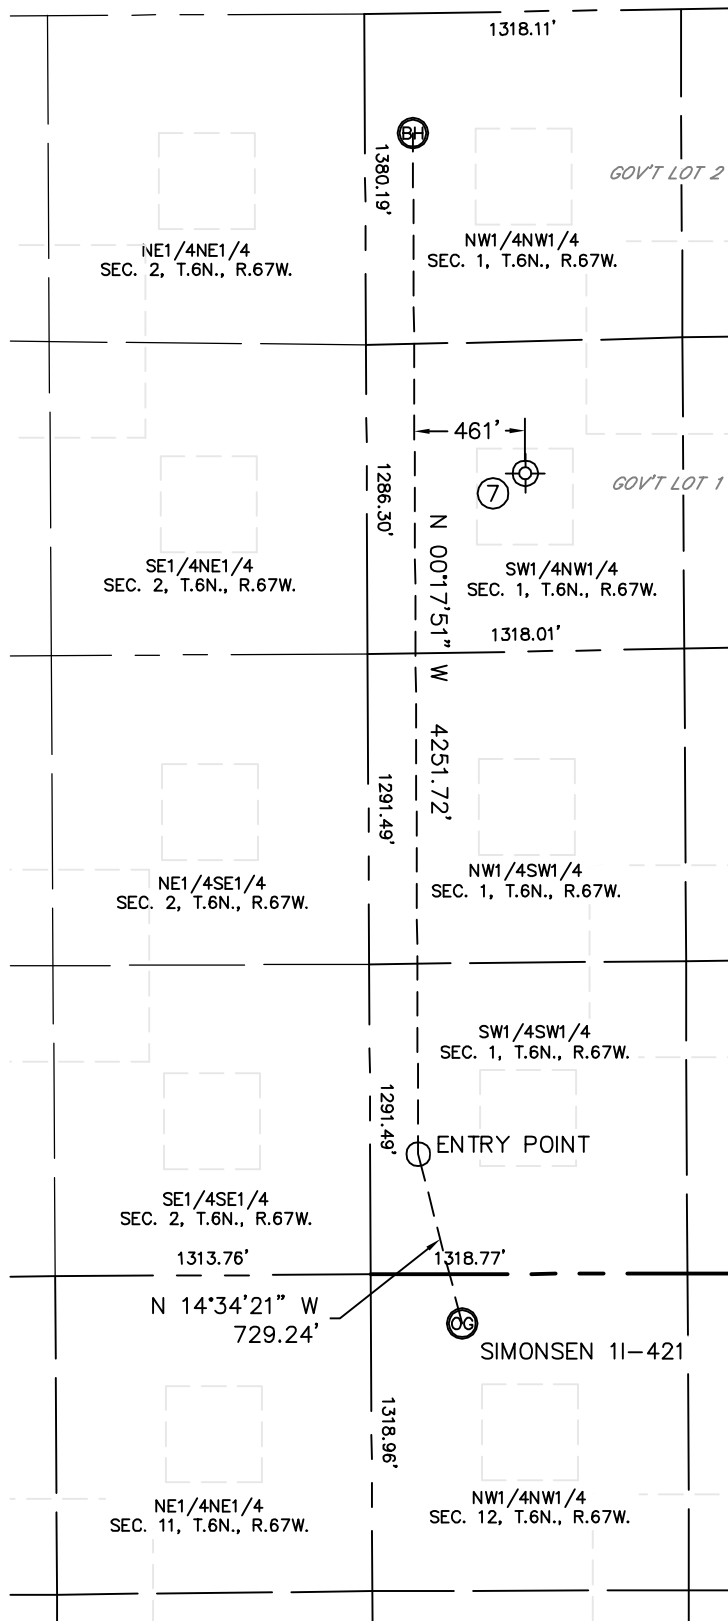 1318.11'
BH
1380.19'
GOV'T LOT 2
NE1/4NE1/4
SEC. 2, T.6N., R.67W.
NW1/4NW1/4
SEC. 1, T.6N., R.67W.
461'
7
1286.30'
GOV'T LOT 1
N 00°17'51" W 4251.72'
SE1/4NE1/4
SEC. 2, T.6N., R.67W.
SW1/4NW1/4
SEC. 1, T.6N., R.67W.
1318.01'
1291.49'
NE1/4SE1/4
SEC. 2, T.6N., R.67W.
NW1/4SW1/4
SEC. 1, T.6N., R.67W.
SW1/4SW1/4
SEC. 1, T.6N., R.67W.
1291.49'
ENTRY POINT
SE1/4SE1/4
SEC. 2, T.6N., R.67W.
1313.76'
1318.77'
N 14°34'21" W
729.24'
OG
SIMONSEN 1I-421
1318.96'
NE1/4NE1/4
SEC. 11, T.6N., R.67W.
NW1/4NW1/4
SEC. 12, T.6N., R.67W.